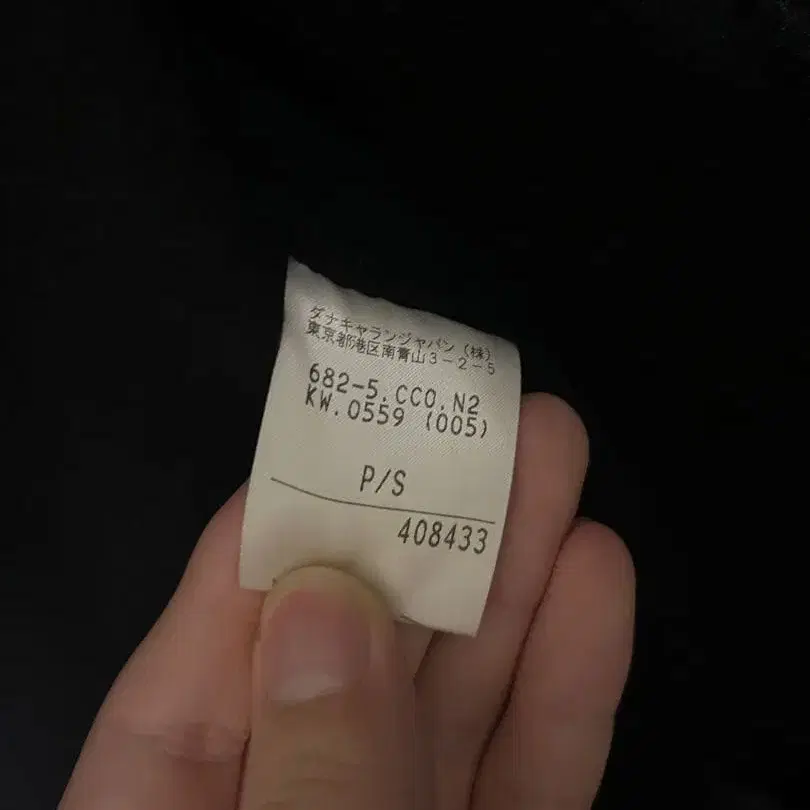 ダナキャランジャパン(株)
東京都港区南青山3-2-5
682-5.CCO.N2
KW.0559 (005)
P/S
408433